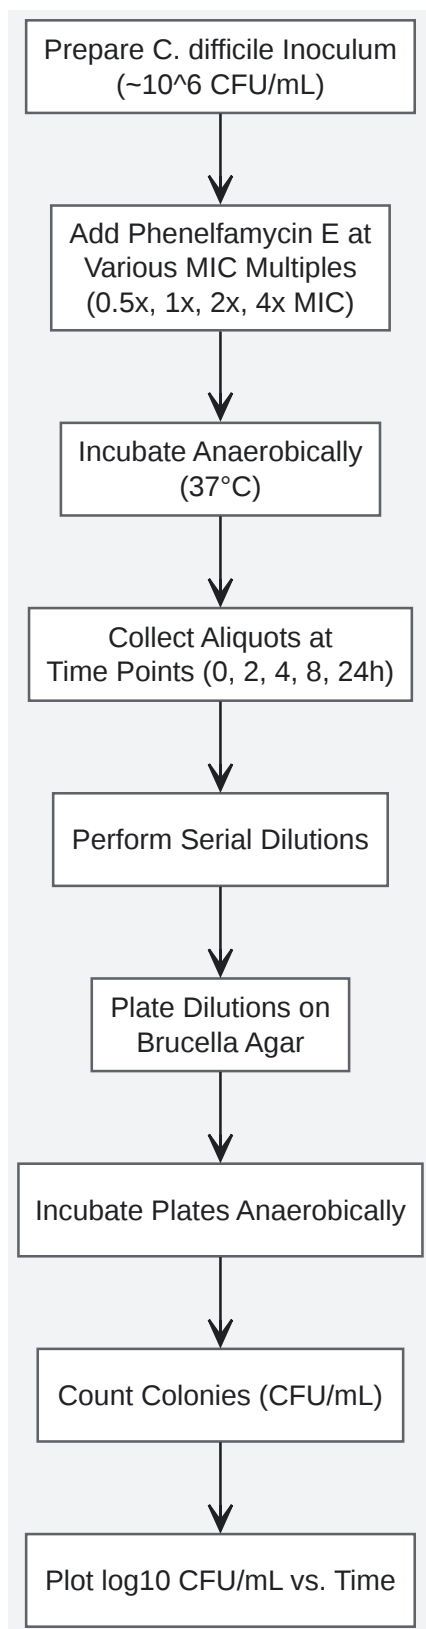 Prepare C. difficile Inoculum
(~10^6 CFU/mL)
Add Phenelfamycin E at
Various MIC Multiples
(0.5x, 1x, 2x, 4x MIC)
Incubate Anaerobically
(37°C)
Collect Aliquots at
Time Points (0, 2, 4, 8, 24h)
Perform Serial Dilutions
Plate Dilutions on
Brucella Agar
Incubate Plates Anaerobically
Count Colonies (CFU/mL)
Plot log10 CFU/mL vs. Time